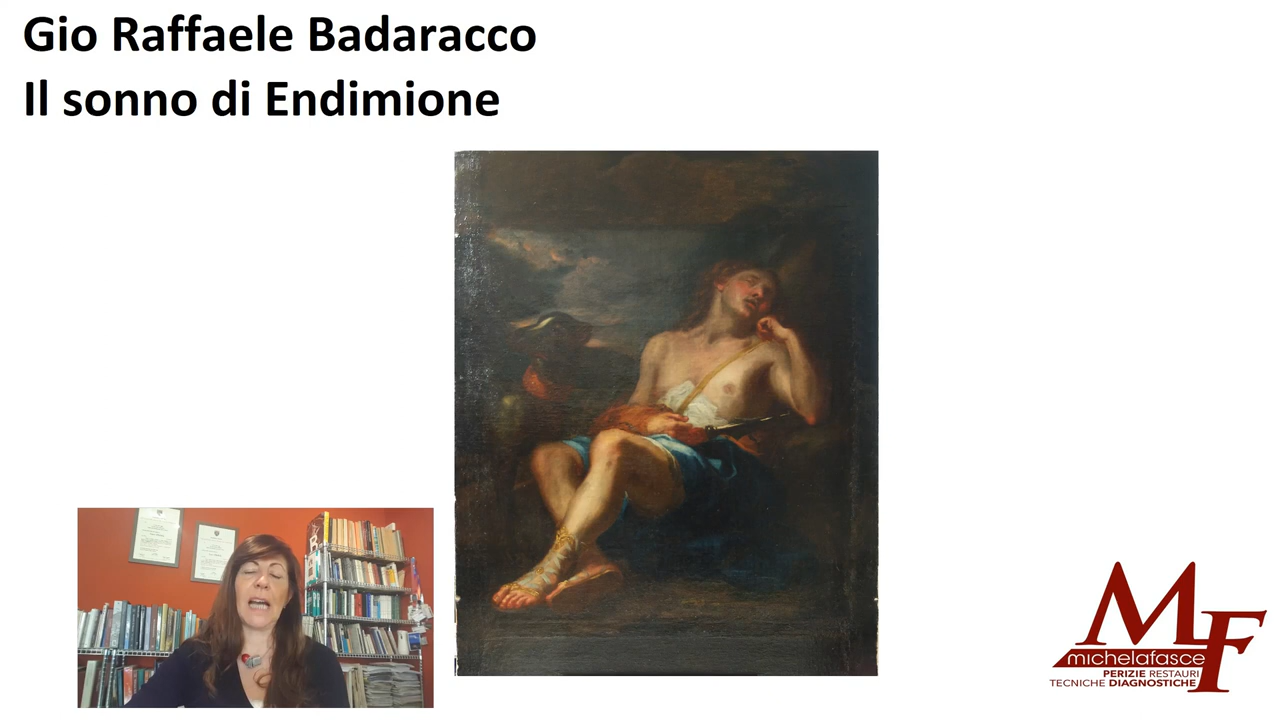 Gio Raffaele Badaracco
Il sonno di Endimione
MF
michelafasce
PERIZIE RESTAURI
TECNICHE DIAGNOSTICHE